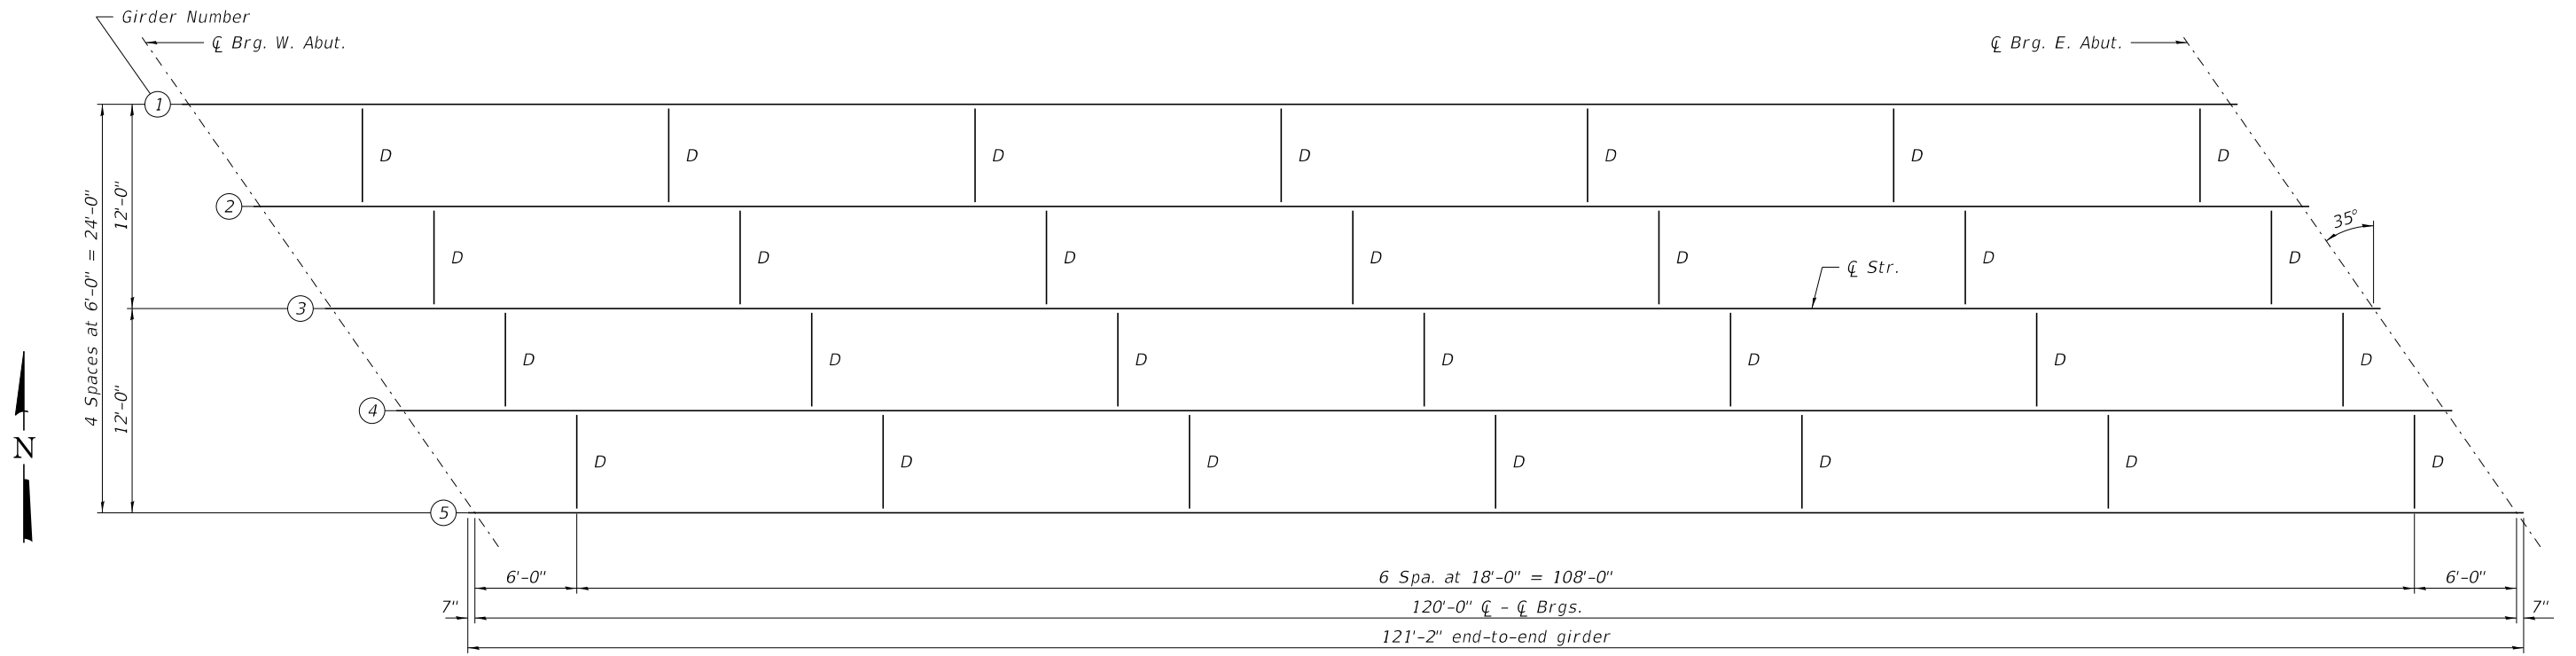 Girder Number
℄ Brg. W. Abut.
℄ Brg. E. Abut.
1
D D D D D D D
2
35°
D D D D D D D
℄ Str.
3
D D D D D D D
4
D D D D D D D
5
4 Spaces at 6'-0" = 24'-0"
12'-0"
12'-0"
N
6'-0"
6 Spa. at 18'-0" = 108'-0"
6'-0"
7"
120'-0" ℄ - ℄ Brgs.
7"
121'-2" end-to-end girder